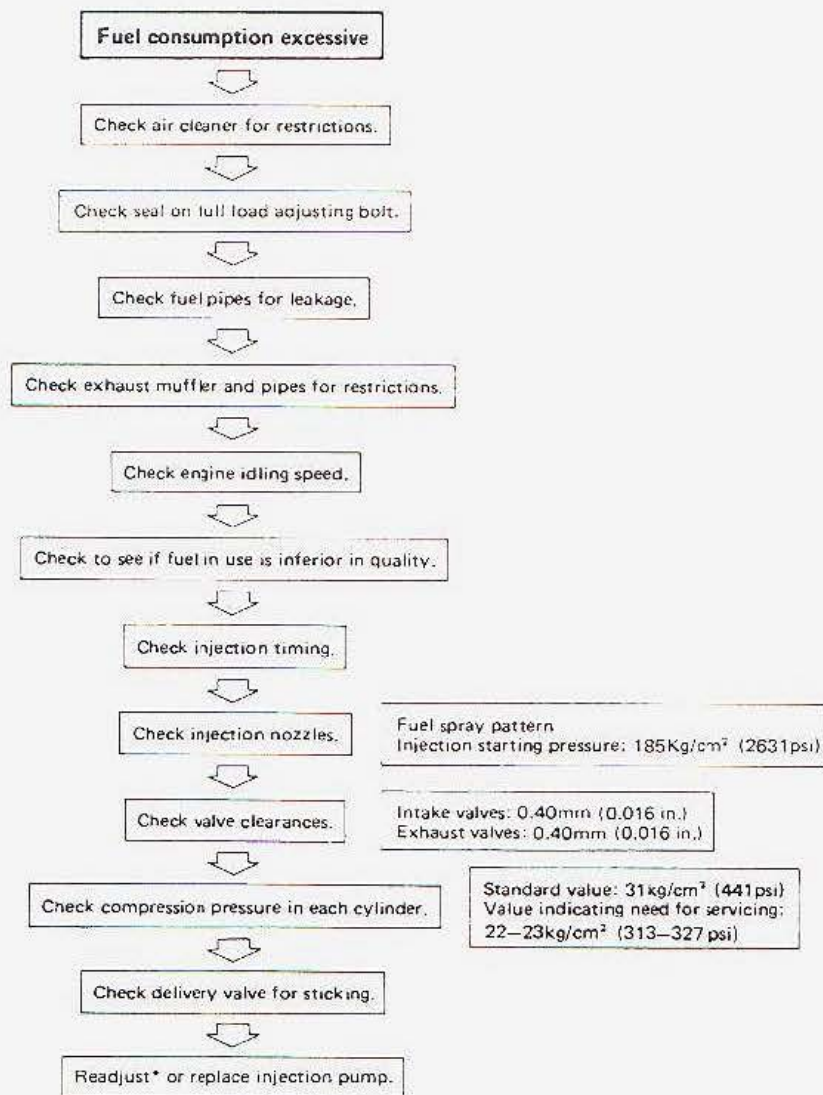 Fuel consumption excessive
Check air cleaner for restrictions.
Check seal on full load adjusting bolt.
Check fuel pipes for leakage.
Check exhaust muffler and pipes for restrictions.
Check engine idling speed.
Check to see if fuel in use is inferior in quality.
Check injection timing.
Check injection nozzles.
Fuel spray pattern
Injection starting pressure: 185Kg/cm² (2631psi)
Check valve clearances.
Intake valves: 0.40mm (0.016 in.)
Exhaust valves: 0.40mm (0.016 in.)
Check compression pressure in each cylinder.
Standard value: 31kg/cm² (441psi)
Value indicating need for servicing:
22–23kg/cm² (313–327psi)
Check delivery valve for sticking.
Readjust* or replace injection pump.